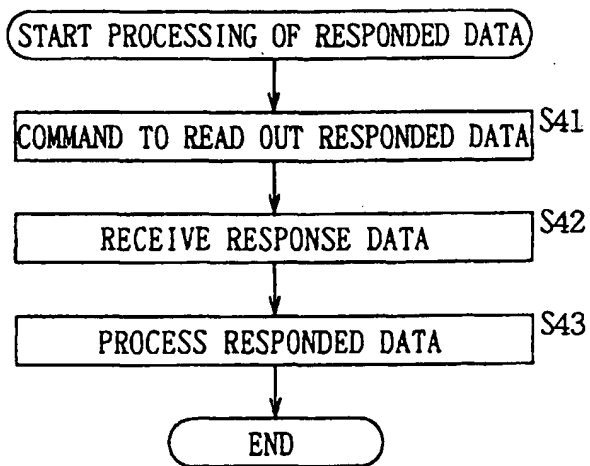 START PROCESSING OF RESPONDED DATA
COMMAND TO READ OUT RESPONDED DATA S41
RECEIVE RESPONSE DATA S42
PROCESS RESPONDED DATA S43
END